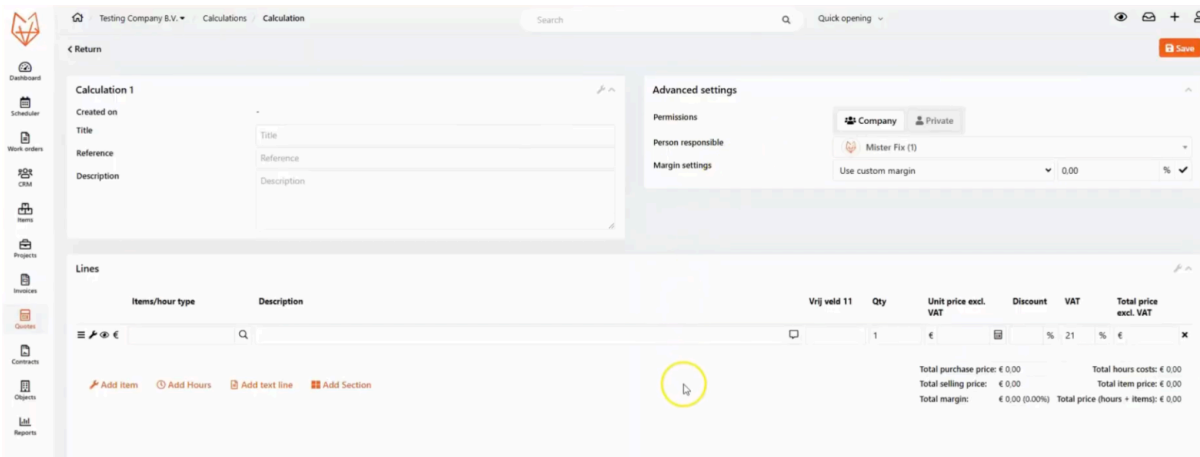 Testing Company B.V. Calculations / Calculation Search Quick opening
< Return Save
Dashboard
Scheduler
Work orders
CRM
Items
Projects
Invoices
Quotes
Contracts
Objects
Reports
Calculation 1
Created on -
Title Title
Reference Reference
Description Description
Advanced settings
Permissions Company Private
Person responsible Mister Fix (1)
Margin settings Use custom margin 0,00 %
Lines
Items/hour type Description Vrij veld 11 Qty Unit price excl. VAT Discount VAT Total price excl. VAT
€ 1 € % 21 % €
Add item Add Hours Add text line Add Section
Total purchase price: € 0,00 Total hours costs: € 0,00
Total selling price: € 0,00 Total item price: € 0,00
Total margin: € 0,00 (0.00%) Total price (hours + items): € 0,00